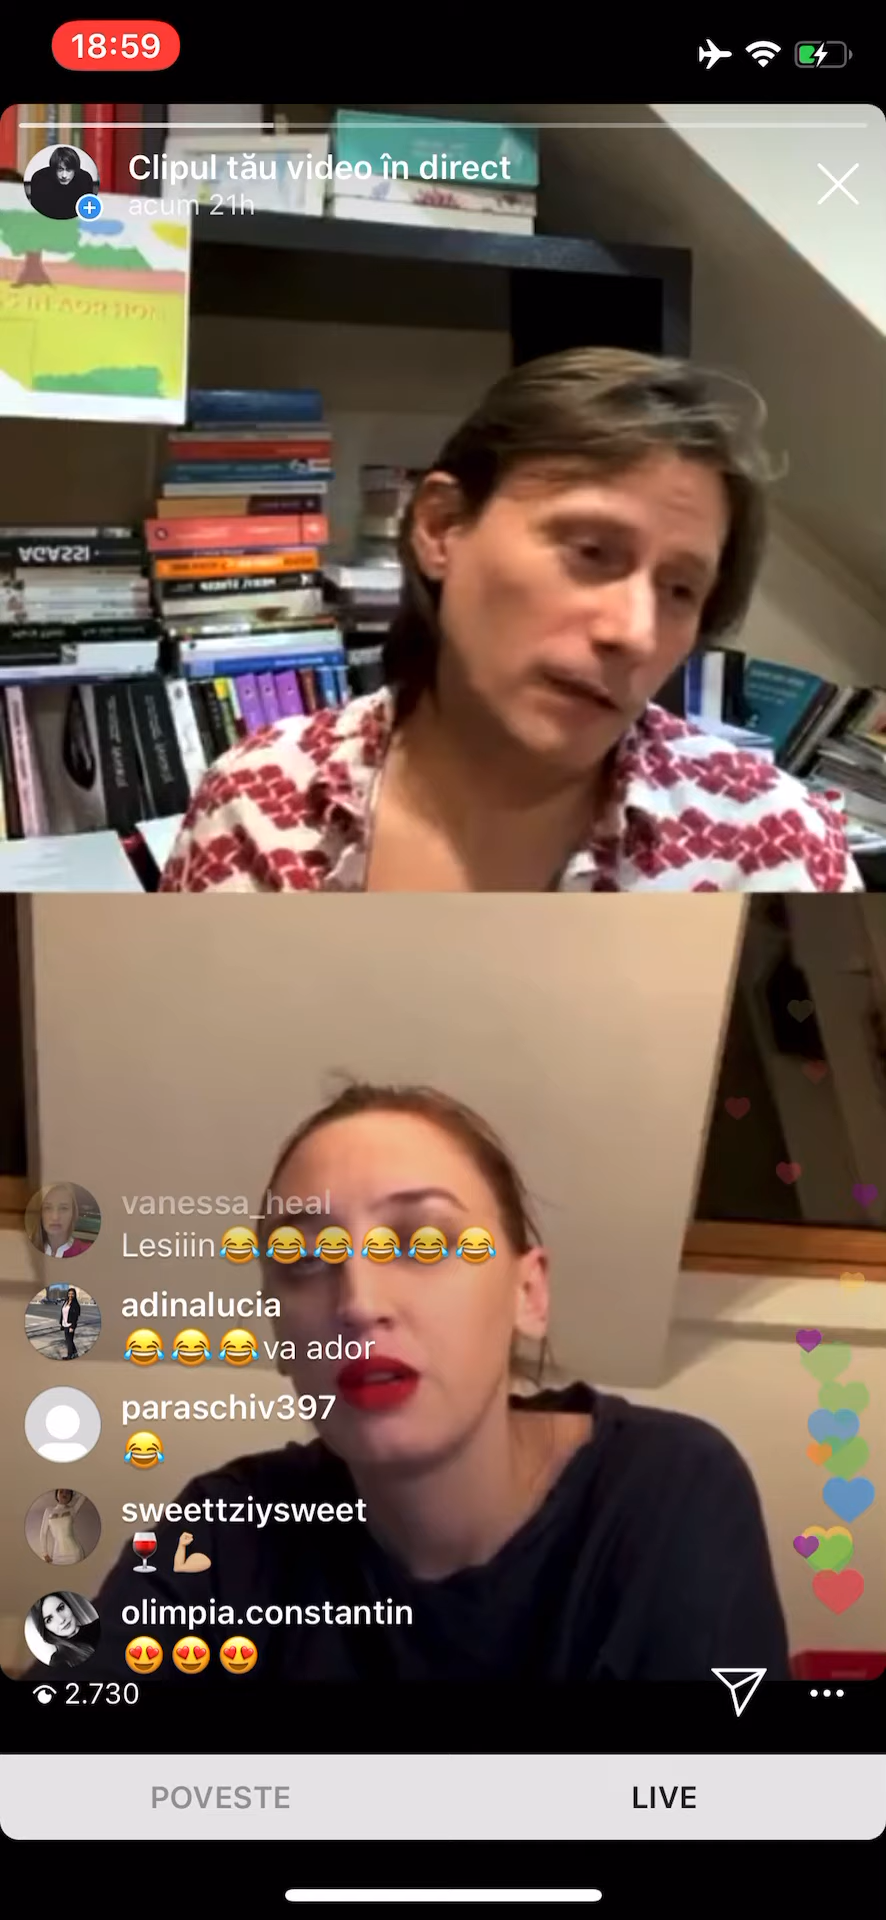 18:59
Clipul tău video în direct
acum 21h
AGASSI
vanessa_heal
Lesiiin😂😂😂😂😂😂
adinalucia
😂😂😂va ador
paraschiv397
😂
sweettziysweet
🍷💪🏼
olimpia.constantin
😍😍😍
2.730
POVESTE
LIVE